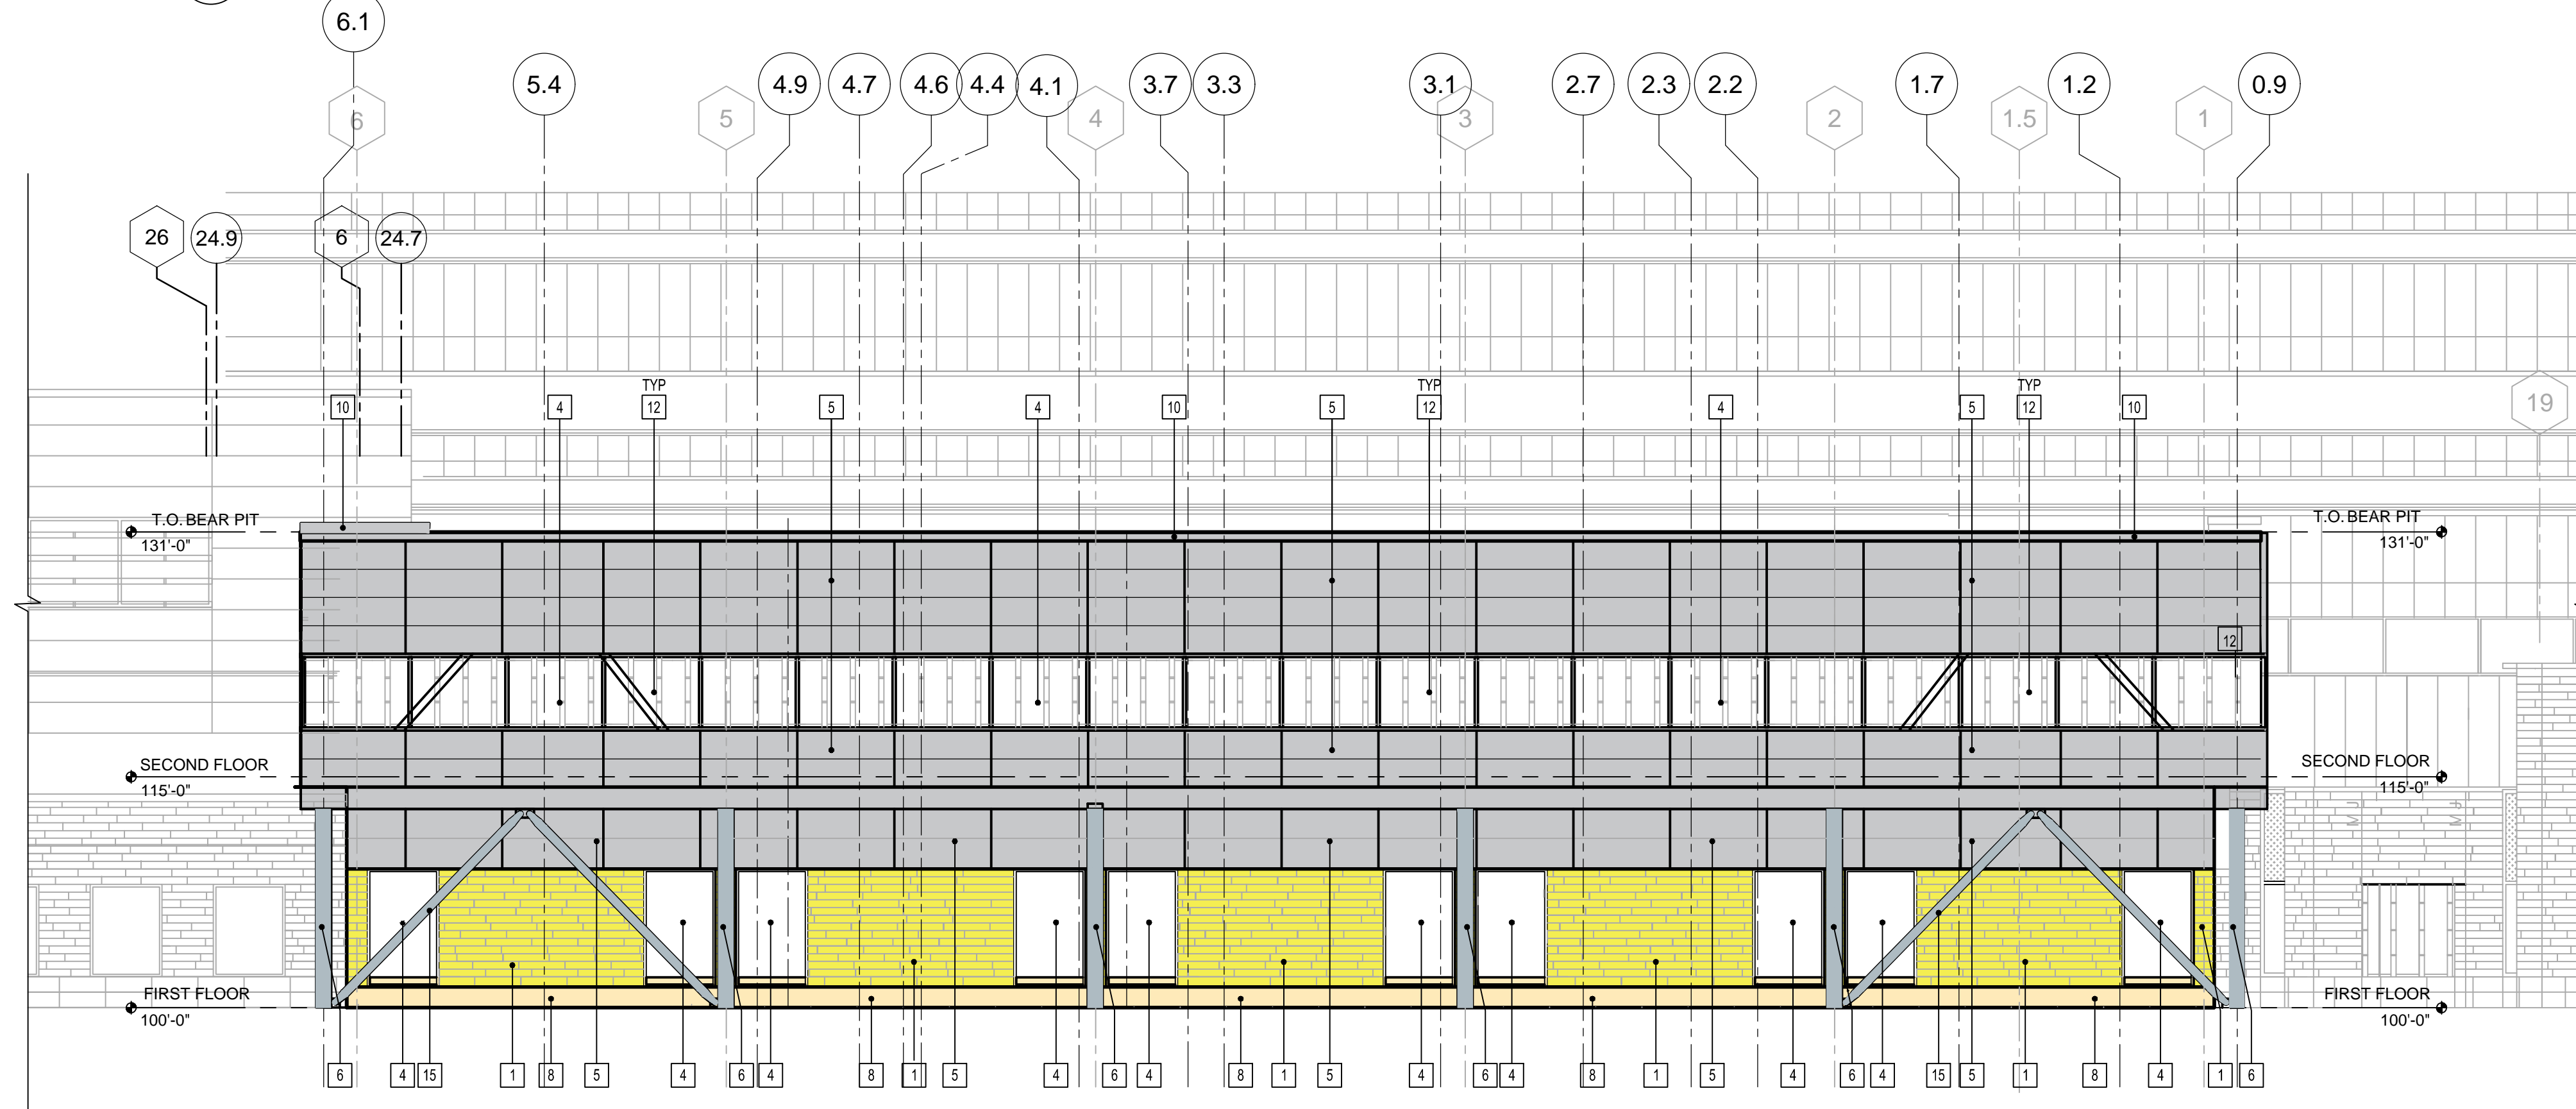 6.1
5.4 4.9 4.7 4.6 4.4 4.1 3.7 3.3 3.1 2.7 2.3 2.2 1.7 1.2 0.9
6 5 4 3 2 1.5 1
26 24.9 6 24.7
TYP TYP TYP
10 4 12 5 4 10 5 12 4 5 12 10 19
T.O. BEAR PIT T.O. BEAR PIT
131'-0" 131'-0"
12
SECOND FLOOR SECOND FLOOR
115'-0" 115'-0"
FIRST FLOOR FIRST FLOOR
100'-0" 100'-0"
6 4 15 1 8 5 4 6 4 8 1 5 4 6 4 8 1 5 4 6 4 8 1 5 4 6 4 15 5 1 8 4 1 6